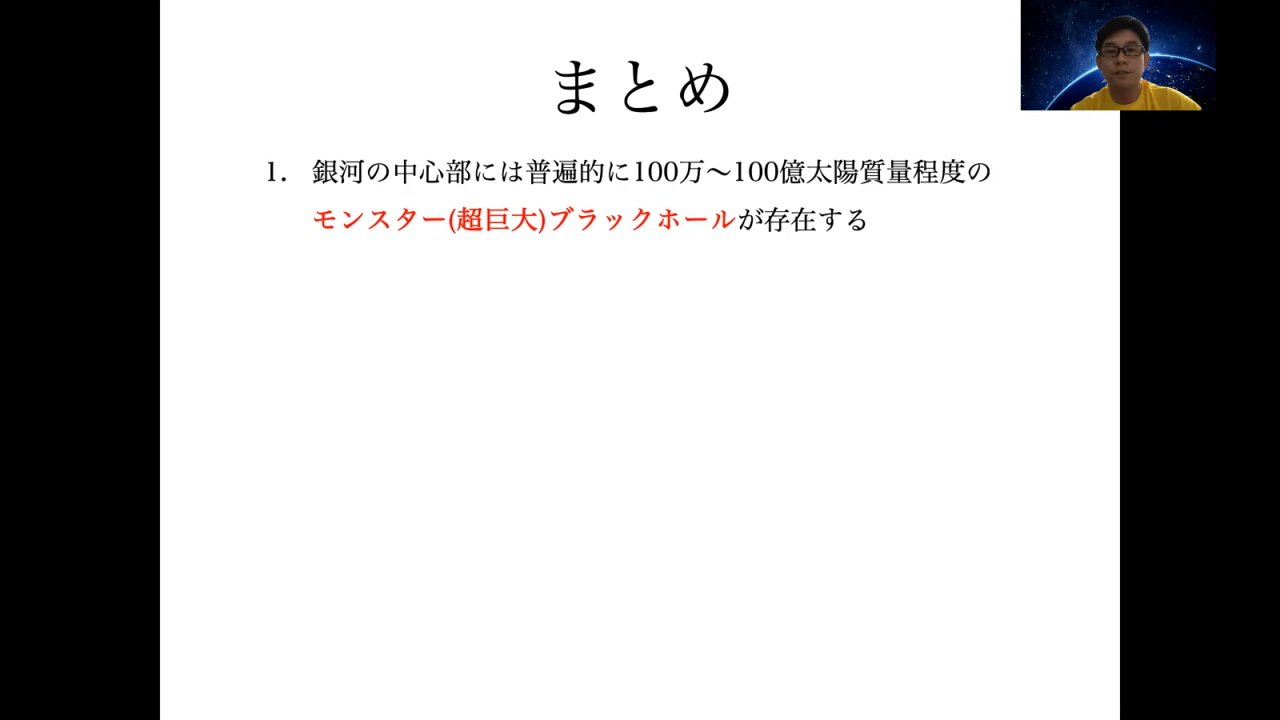 まとめ
1. 銀河の中心部には普遍的に100万〜100億太陽質量程度の
モンスター(超巨大)ブラックホールが存在する